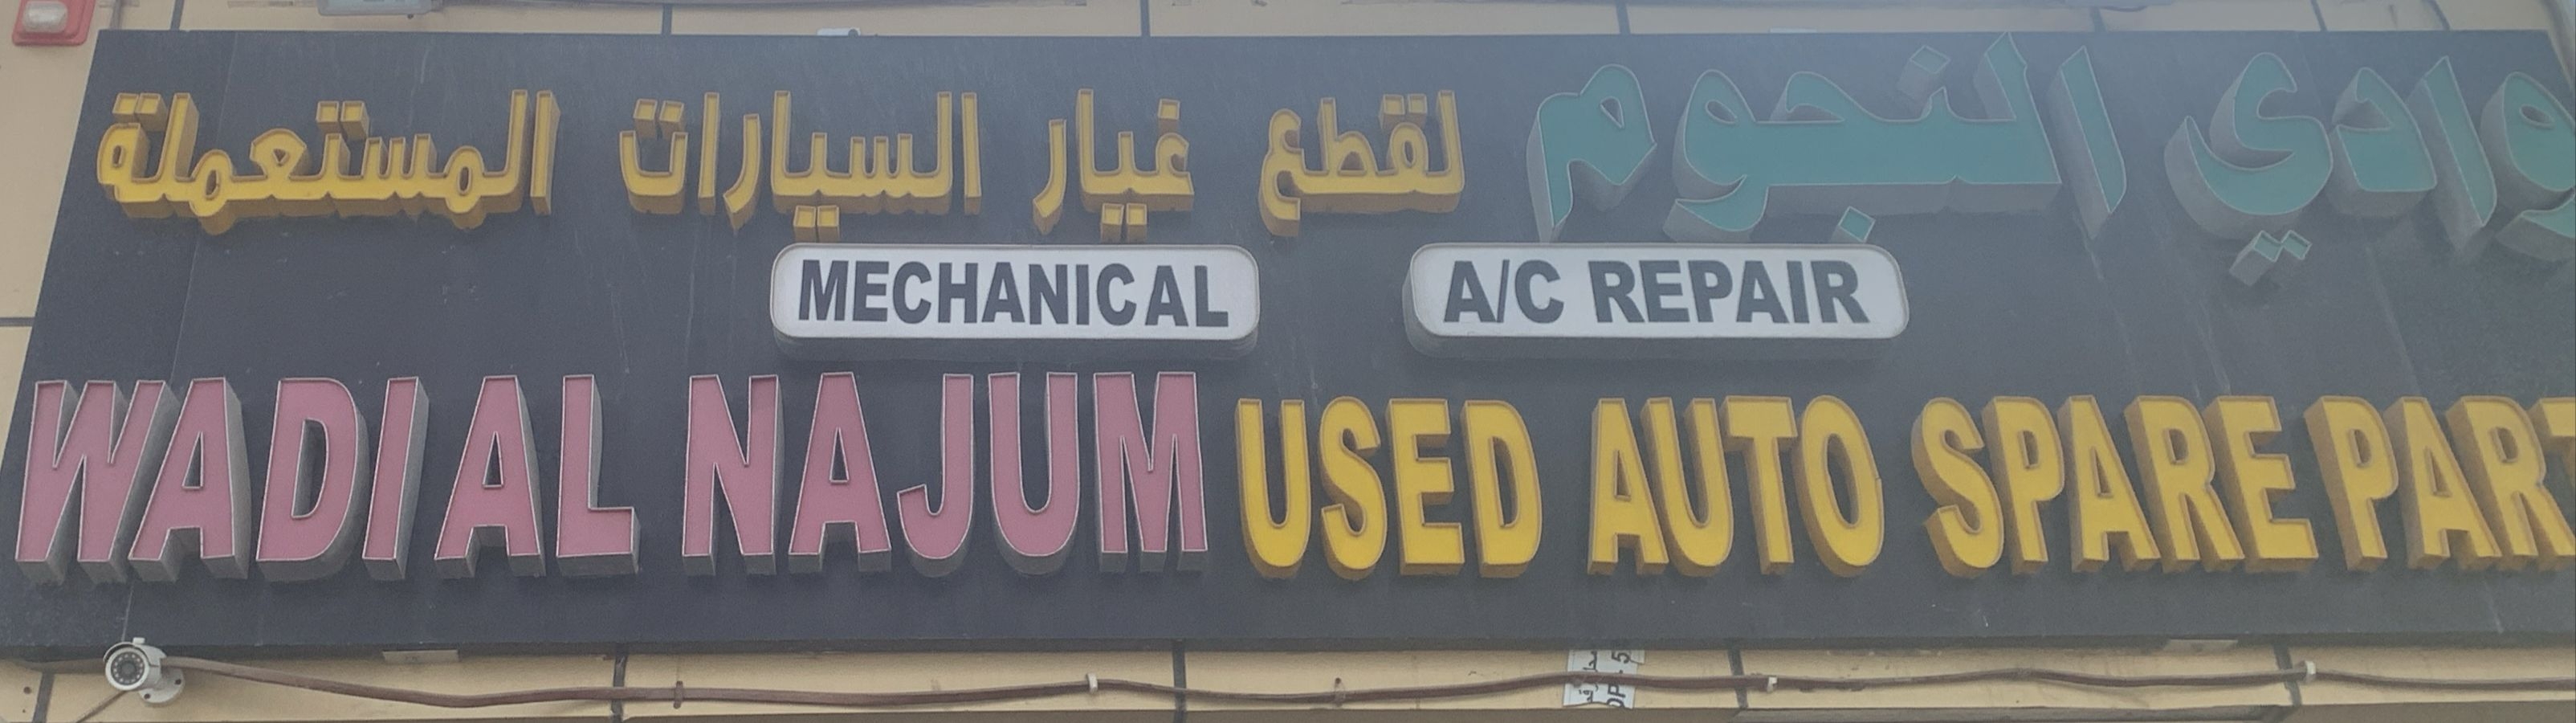 وادي النجوم لقطع غيار السيارات المستعملة
MECHANICAL A/C REPAIR
WADI AL NAJUM USED AUTO SPARE PART